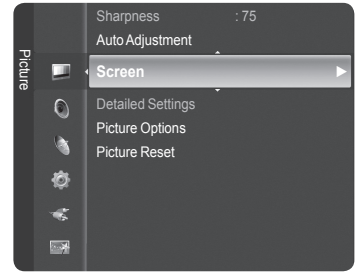 Picture
Sharpness : 75
Auto Adjustment
Screen
Detailed Settings
Picture Options
Picture Reset